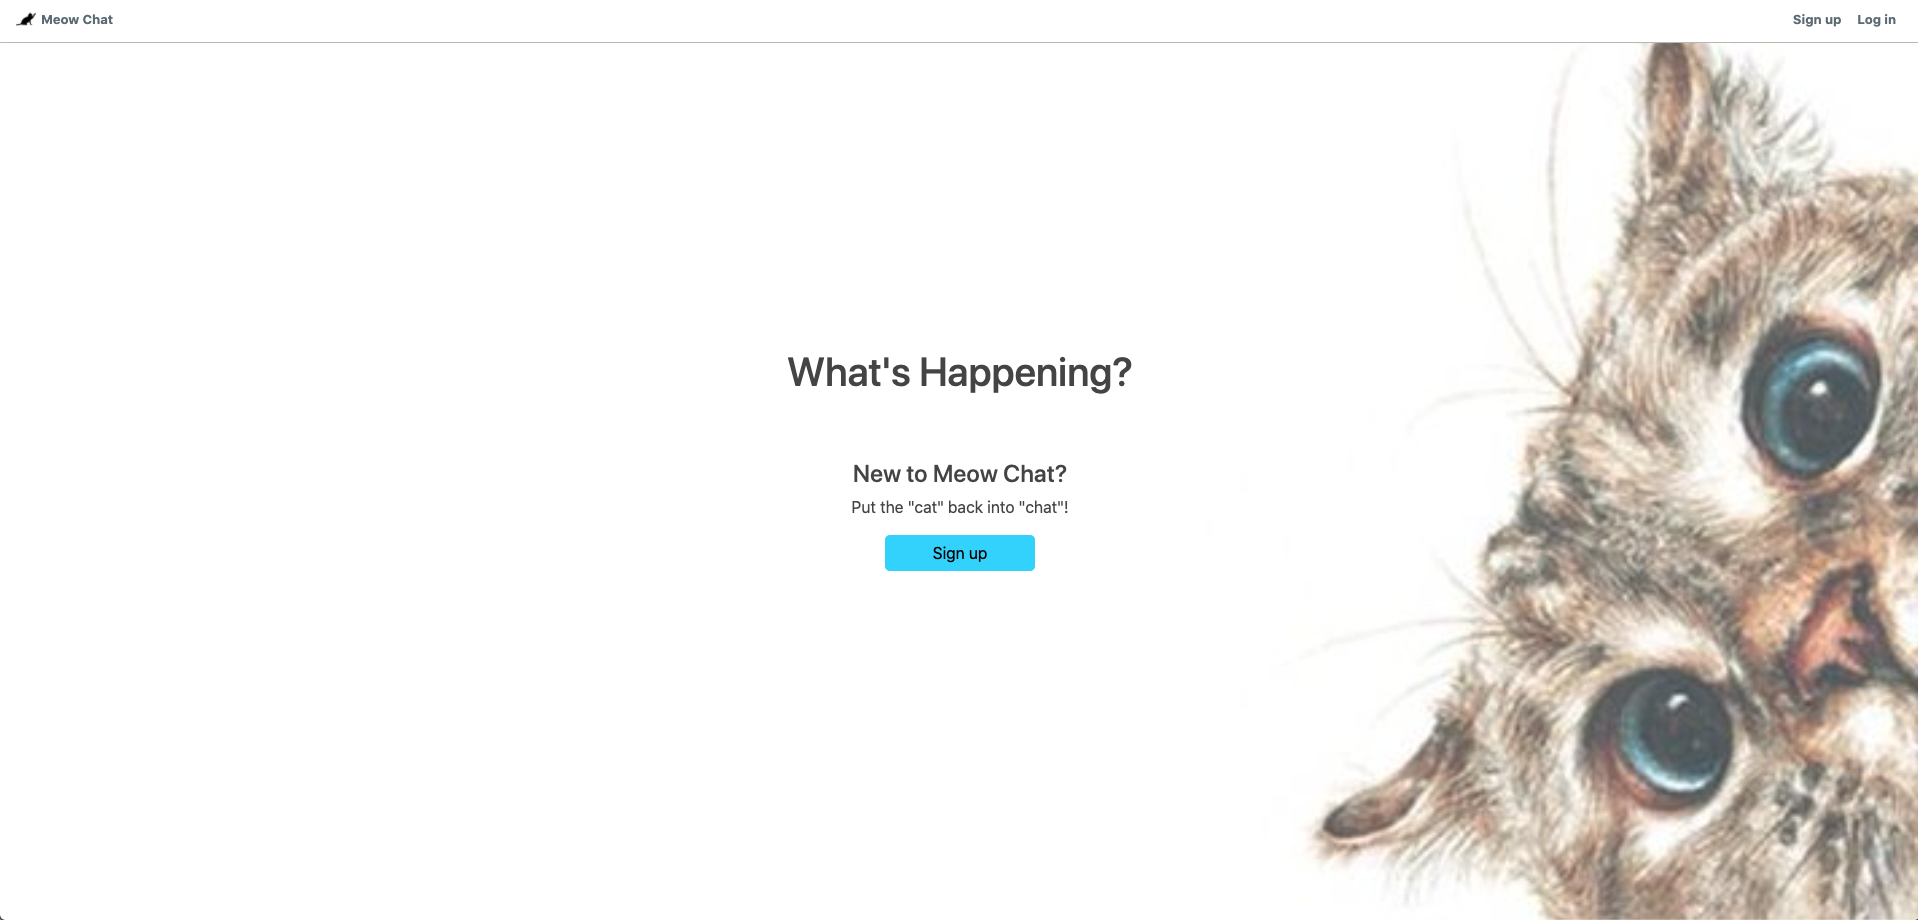 Meow Chat
Sign up Log in
What's Happening?
New to Meow Chat?
Put the "cat" back into "chat"!
Sign up